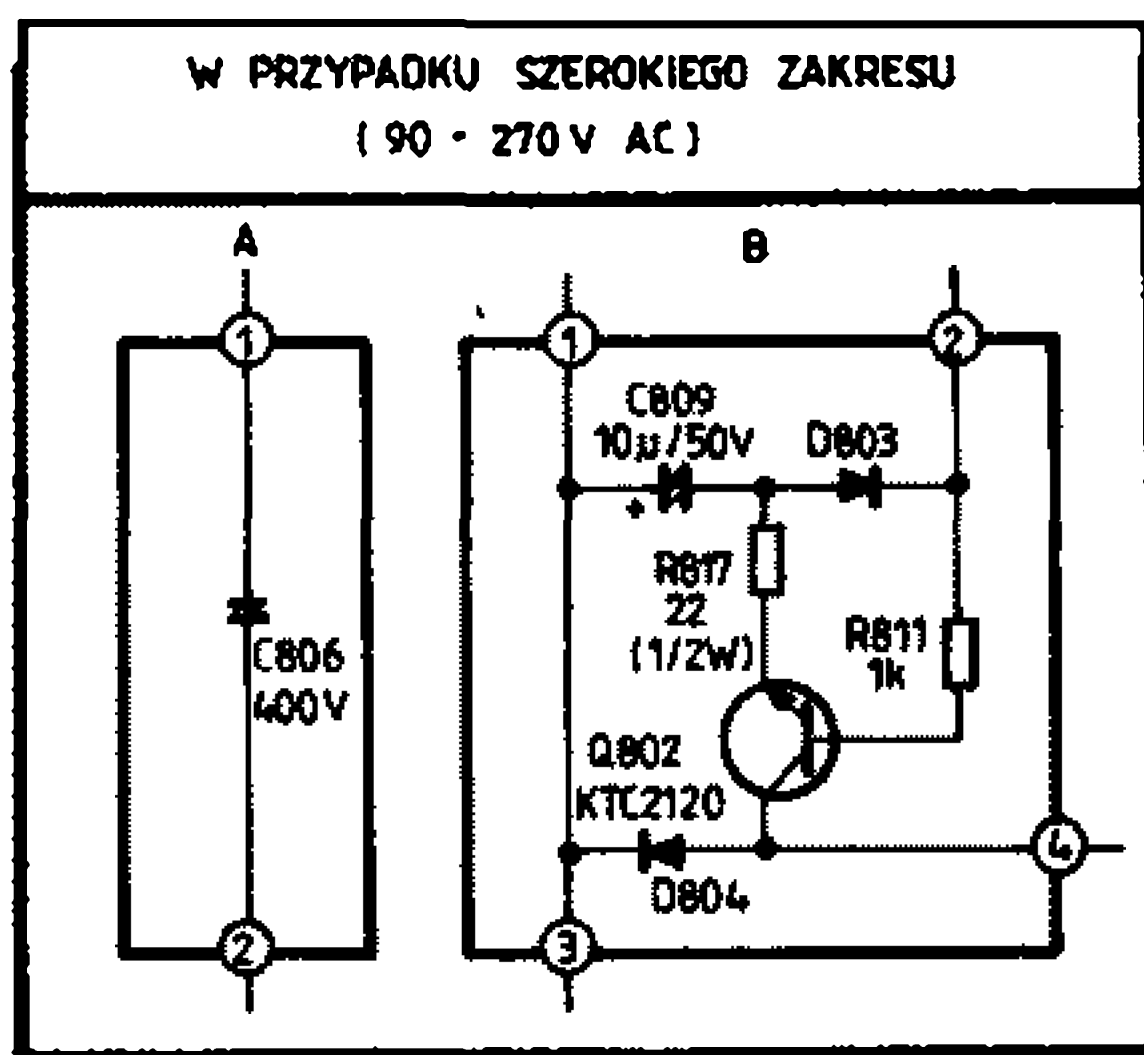 W PRZYPADKU SZEROKIEGO ZAKRESU
(90 - 270V AC)
A
B
1
1
2
C809
10µ/50V
D803
+
R817
22
(1/2W)
R811
1k
C806
400V
Q802
KTC2120
D804
4
2
3